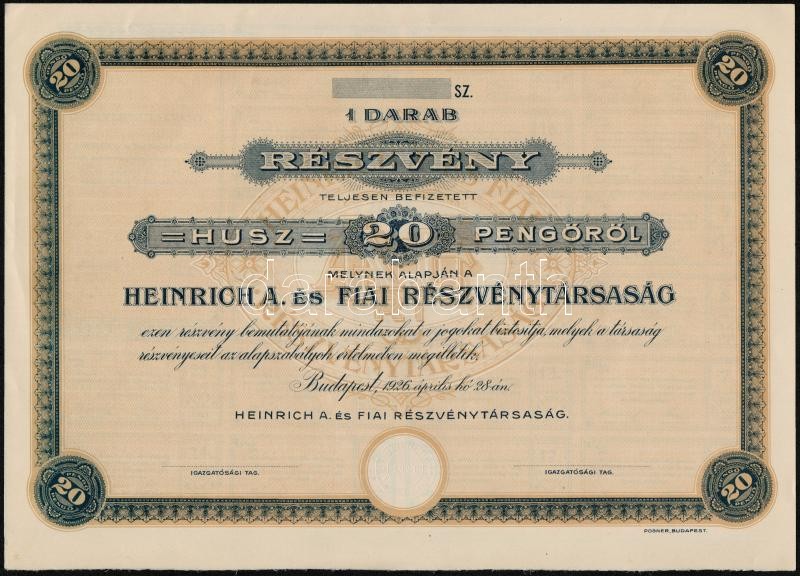 20
20
SZ.
1 DARAB
RÉSZVÉNY
TELJESEN BEFIZETETT
=HUSZ= 20 PENGŐRŐL
MELYNEK ALAPJÁN A
HEINRICH A. és FIAI RÉSZVÉNYTÁRSASÁG
ezen részvény bemutatójának mindazokat a jogokat biztosítja, melyek a társaság
részvényeseit az alapszabályok értelmében megilletik.
Budapest, 1926. április hó 28-án.
HEINRICH A. és FIAI RÉSZVÉNYTÁRSASÁG.
IGAZGATÓSÁGI TAG.
IGAZGATÓSÁGI TAG.
20
20
POSNER, BUDAPEST.
darabanth